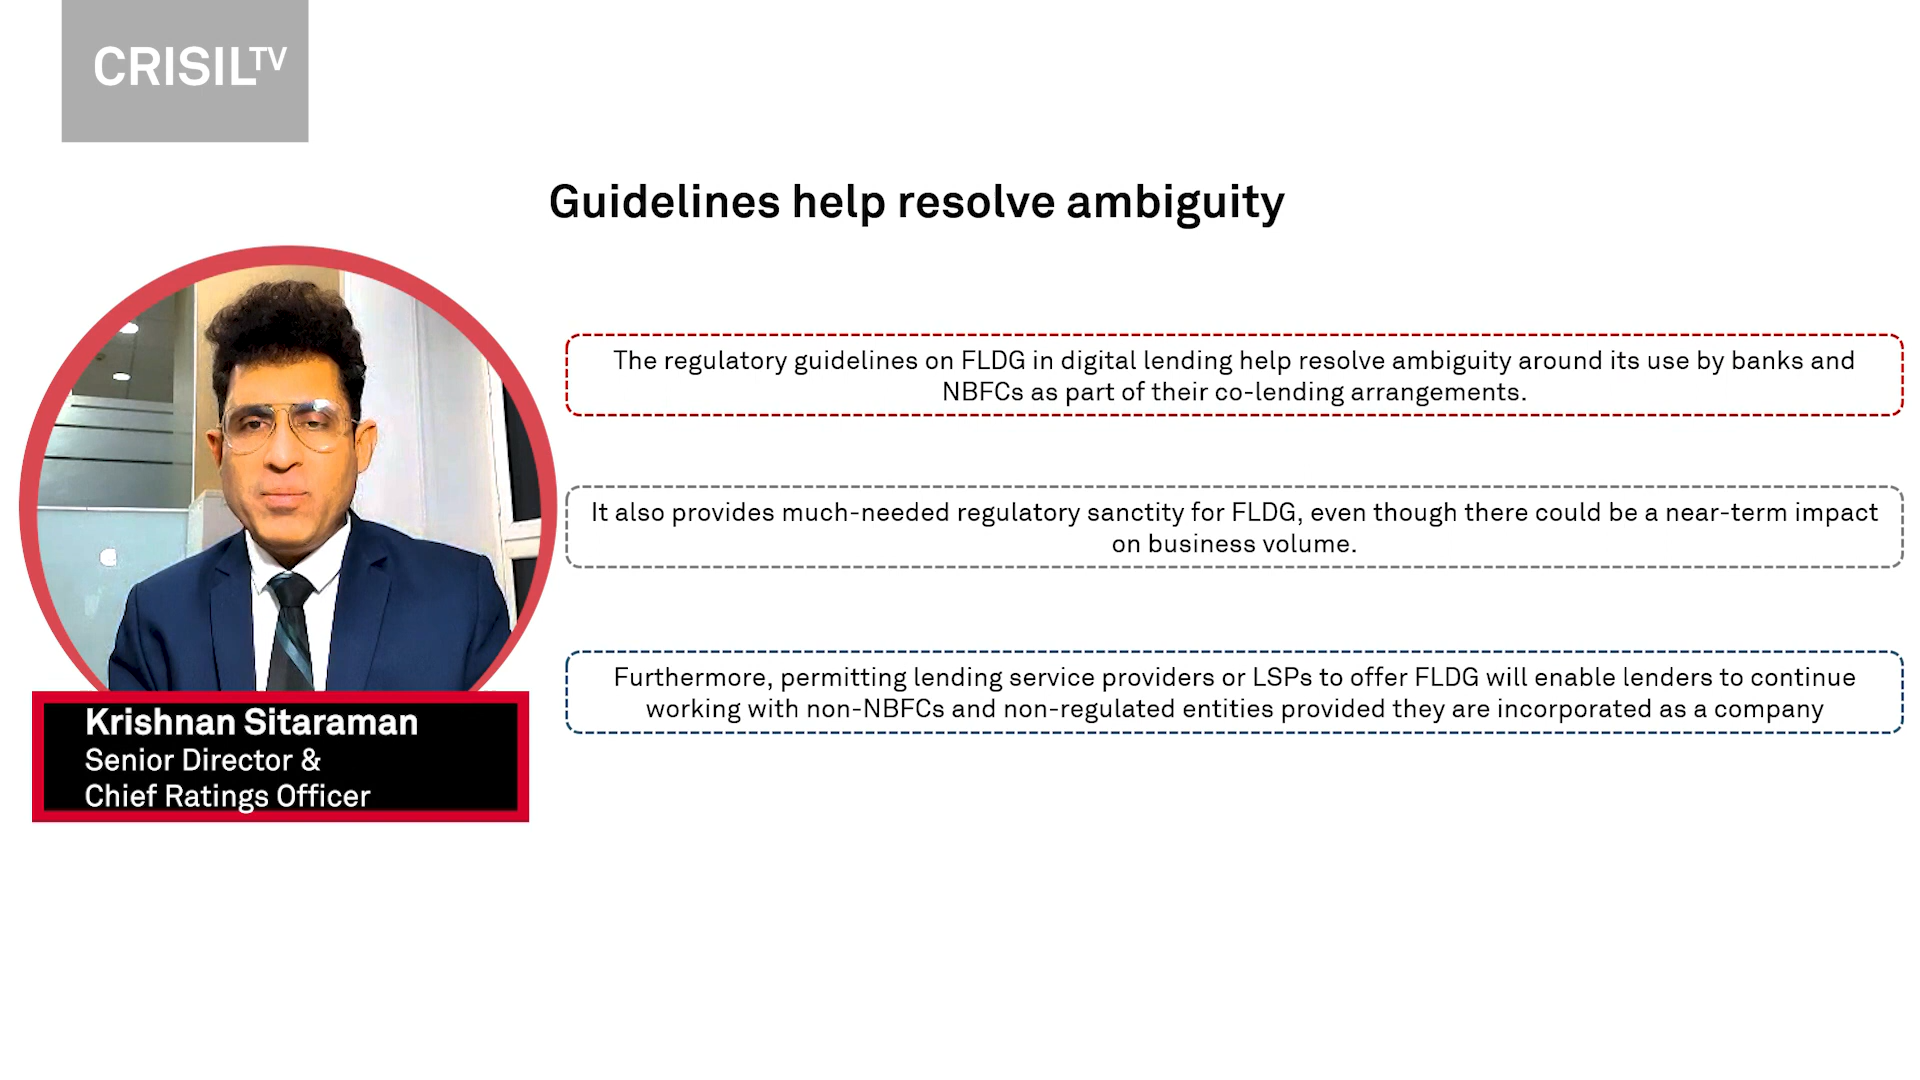 CRISILTV
Guidelines help resolve ambiguity
The regulatory guidelines on FLDG in digital lending help resolve ambiguity around its use by banks and
NBFCs as part of their co-lending arrangements.
It also provides much-needed regulatory sanctity for FLDG, even though there could be a near-term impact
on business volume.
Furthermore, permitting lending service providers or LSPs to offer FLDG will enable lenders to continue
working with non-NBFCs and non-regulated entities provided they are incorporated as a company
Krishnan Sitaraman
Senior Director &
Chief Ratings Officer